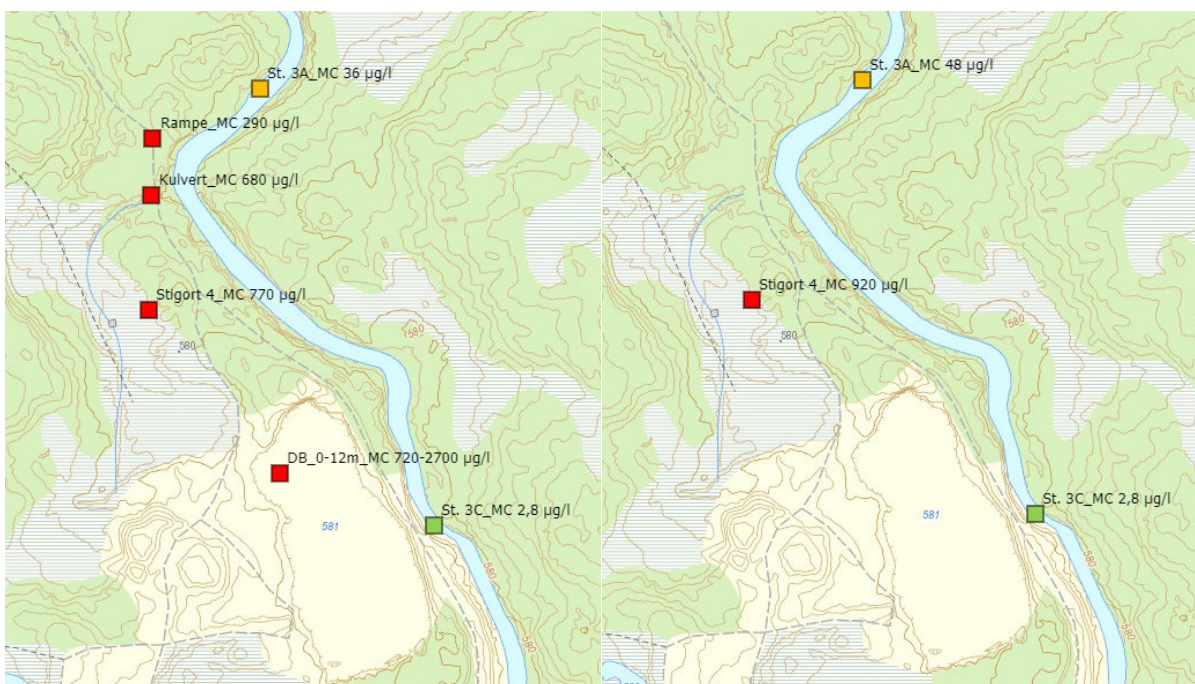 St. 3A_MC 36 µg/l
Rampe_MC 290 µg/l
Kulvert_MC 680 µg/l
Stigort 4_MC 770 µg/l
580
1580
DB_0-12m_MC 720-2700 µg/l
581
St. 3C_MC 2,8 µg/l
580
St. 3A_MC 48 µg/l
Stigort 4_MC 920 µg/l
580
1580
581
St. 3C_MC 2,8 µg/l
580